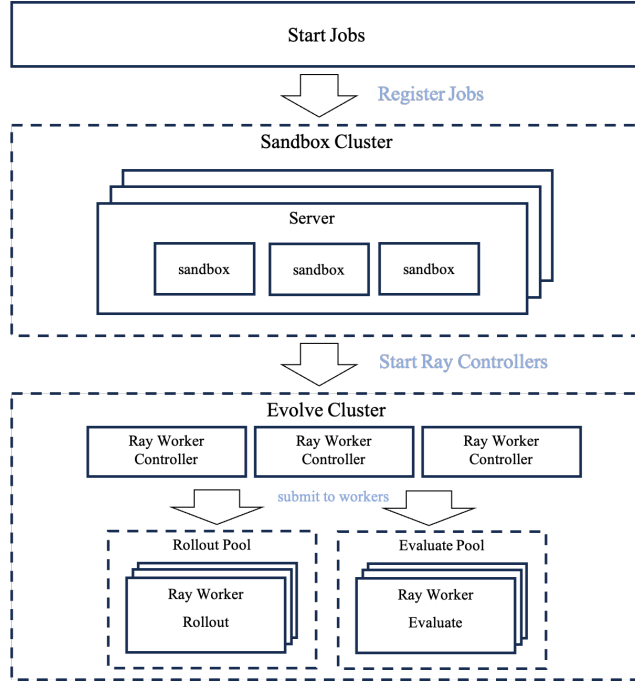 Start Jobs
Register Jobs
Sandbox Cluster
Server
sandbox
sandbox
sandbox
Start Ray Controllers
Evolve Cluster
Ray Worker
Controller
Ray Worker
Controller
Ray Worker
Controller
submit to workers
Rollout Pool
Ray Worker
Rollout
Evaluate Pool
Ray Worker
Evaluate